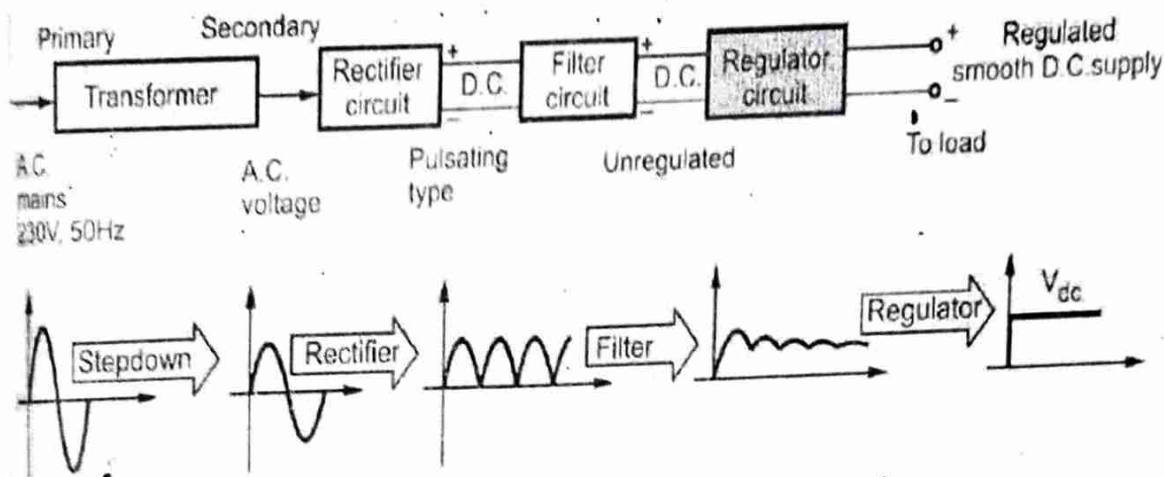 Primary
Secondary
Transformer
Rectifier
circuit
+
D.C.
−
Filter
circuit
+
D.C.
−
Regulator
circuit
+
−
Regulated
smooth D.C. supply
To load
A.C.
mains
230V, 50Hz
A.C.
voltage
Pulsating
type
Unregulated
Stepdown
Rectifier
Filter
Regulator
Vdc